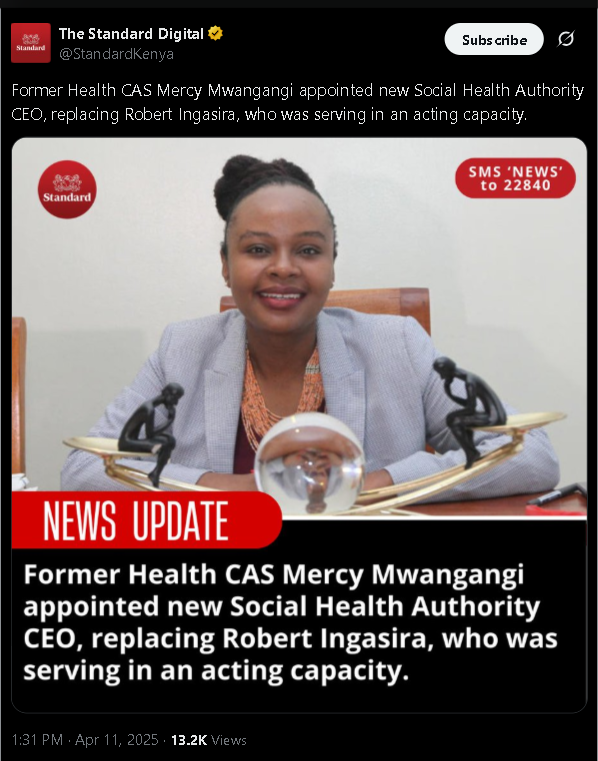 The Standard Digital
@StandardKenya
Subscribe
Former Health CAS Mercy Mwangangi appointed new Social Health Authority
CEO, replacing Robert Ingasira, who was serving in an acting capacity.
Standard
SMS ‘NEWS’
to 22840
NEWS UPDATE
Former Health CAS Mercy Mwangangi
appointed new Social Health Authority
CEO, replacing Robert Ingasira, who was
serving in an acting capacity.
1:31 PM · Apr 11, 2025 · 13.2K Views